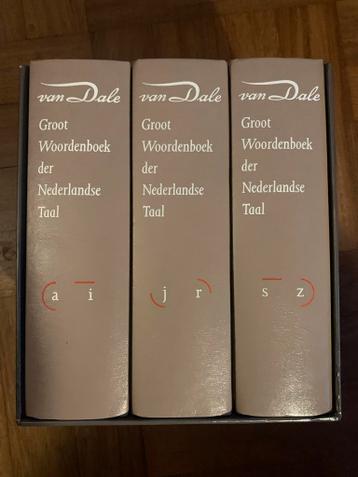 van Dale
Groot
Woordenboek
der
Nederlandse
Taal
a i
van Dale
Groot
Woordenboek
der
Nederlandse
Taal
j r
van Dale
Groot
Woordenboek
der
Nederlandse
Taal
s z